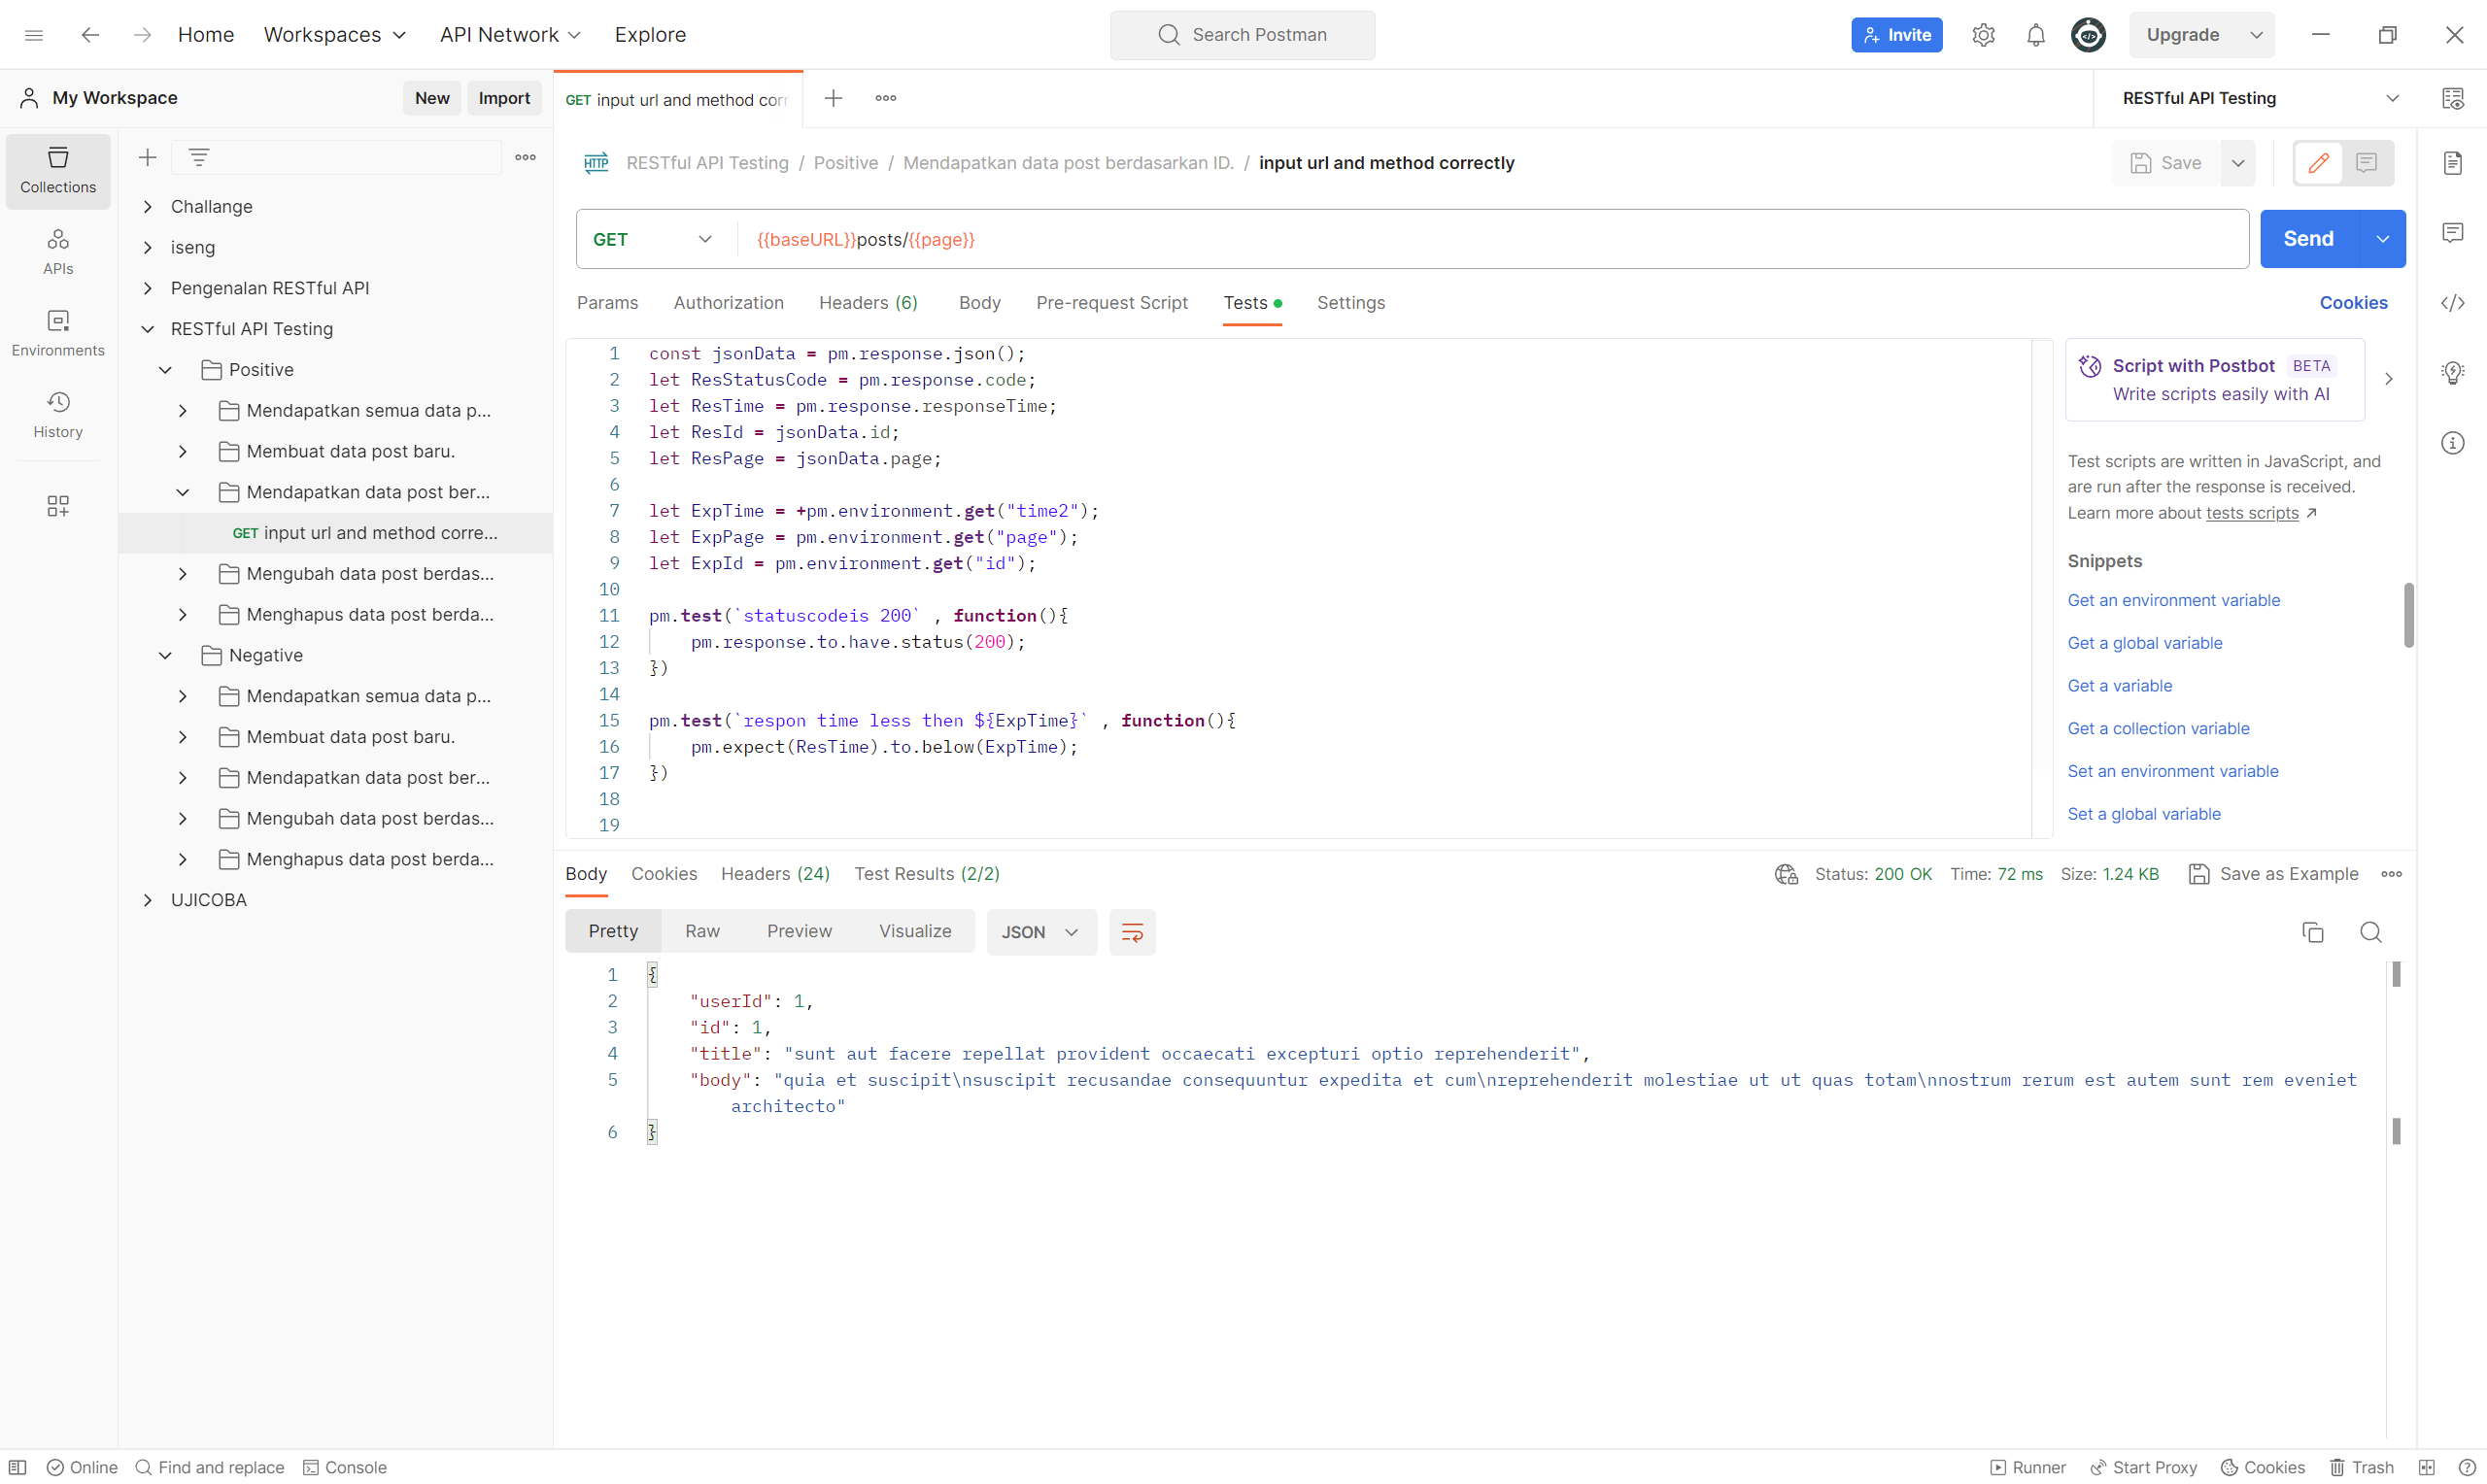 Home Workspaces API Network Explore Search Postman Invite Upgrade
My Workspace New Import GET input url and method corr RESTful API Testing
Collections
APIs
Environments
History
Challange
iseng
Pengenalan RESTful API
RESTful API Testing
Positive
Mendapatkan semua data p...
Membuat data post baru.
Mendapatkan data post ber...
GET input url and method corre...
Mengubah data post berdas...
Menghapus data post berda...
Negative
Mendapatkan semua data p...
Membuat data post baru.
Mendapatkan data post ber...
Mengubah data post berdas...
Menghapus data post berda...
UJICOBA
HTTP RESTful API Testing / Positive / Mendapatkan data post berdasarkan ID. / input url and method correctly Save
GET {{baseURL}}posts/{{page}} Send
Params Authorization Headers (6) Body Pre-request Script Tests Settings Cookies
1 const jsonData = pm.response.json();
2 let ResStatusCode = pm.response.code;
3 let ResTime = pm.response.responseTime;
4 let ResId = jsonData.id;
5 let ResPage = jsonData.page;
6
7 let ExpTime = +pm.environment.get("time2");
8 let ExpPage = pm.environment.get("page");
9 let ExpId = pm.environment.get("id");
10
11 pm.test(`statuscodeis 200` , function(){
12 pm.response.to.have.status(200);
13 })
14
15 pm.test(`respon time less then ${ExpTime}` , function(){
16 pm.expect(ResTime).to.below(ExpTime);
17 })
18
19
Script with Postbot BETA
Write scripts easily with AI
Test scripts are written in JavaScript, and
are run after the response is received.
Learn more about tests scripts ↗
Snippets
Get an environment variable
Get a global variable
Get a variable
Get a collection variable
Set an environment variable
Set a global variable
Body Cookies Headers (24) Test Results (2/2) Status: 200 OK Time: 72 ms Size: 1.24 KB Save as Example
Pretty Raw Preview Visualize JSON
1 {
2 "userId": 1,
3 "id": 1,
4 "title": "sunt aut facere repellat provident occaecati excepturi optio reprehenderit",
5 "body": "quia et suscipit\nsuscipit recusandae consequuntur expedita et cum\nreprehenderit molestiae ut ut quas totam\nnostrum rerum est autem sunt rem eveniet
architecto"
6 }
Online Find and replace Console Runner Start Proxy Cookies Trash